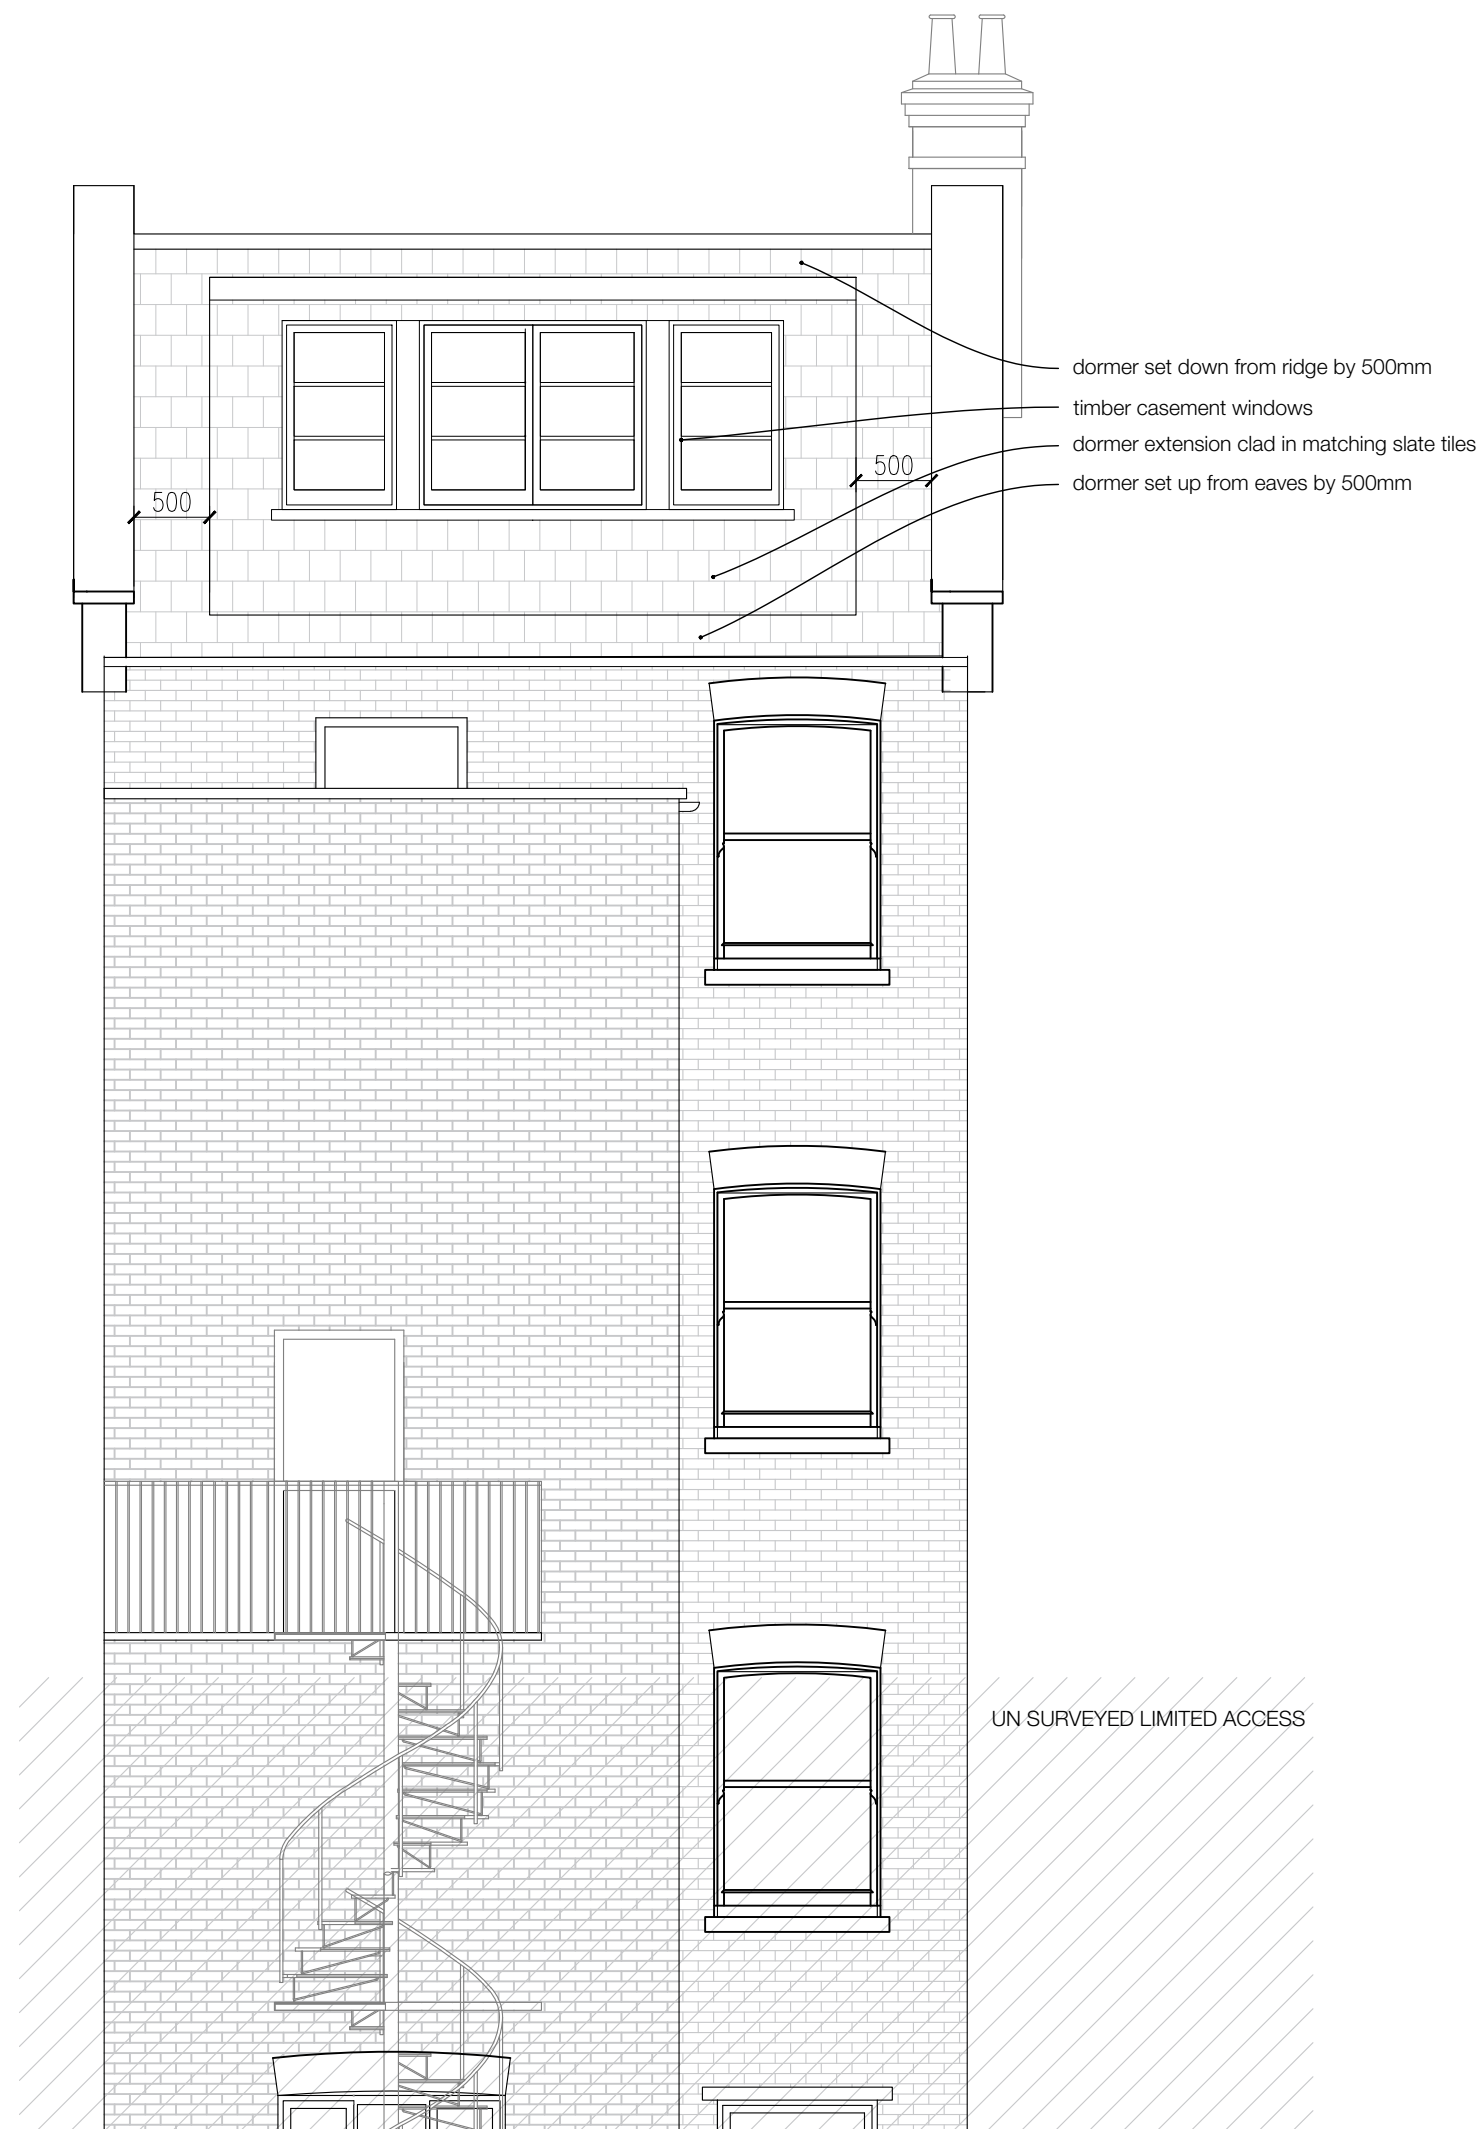 dormer set down from ridge by 500mm
timber casement windows
dormer extension clad in matching slate tiles
500
dormer set up from eaves by 500mm
500
UN SURVEYED LIMITED ACCESS